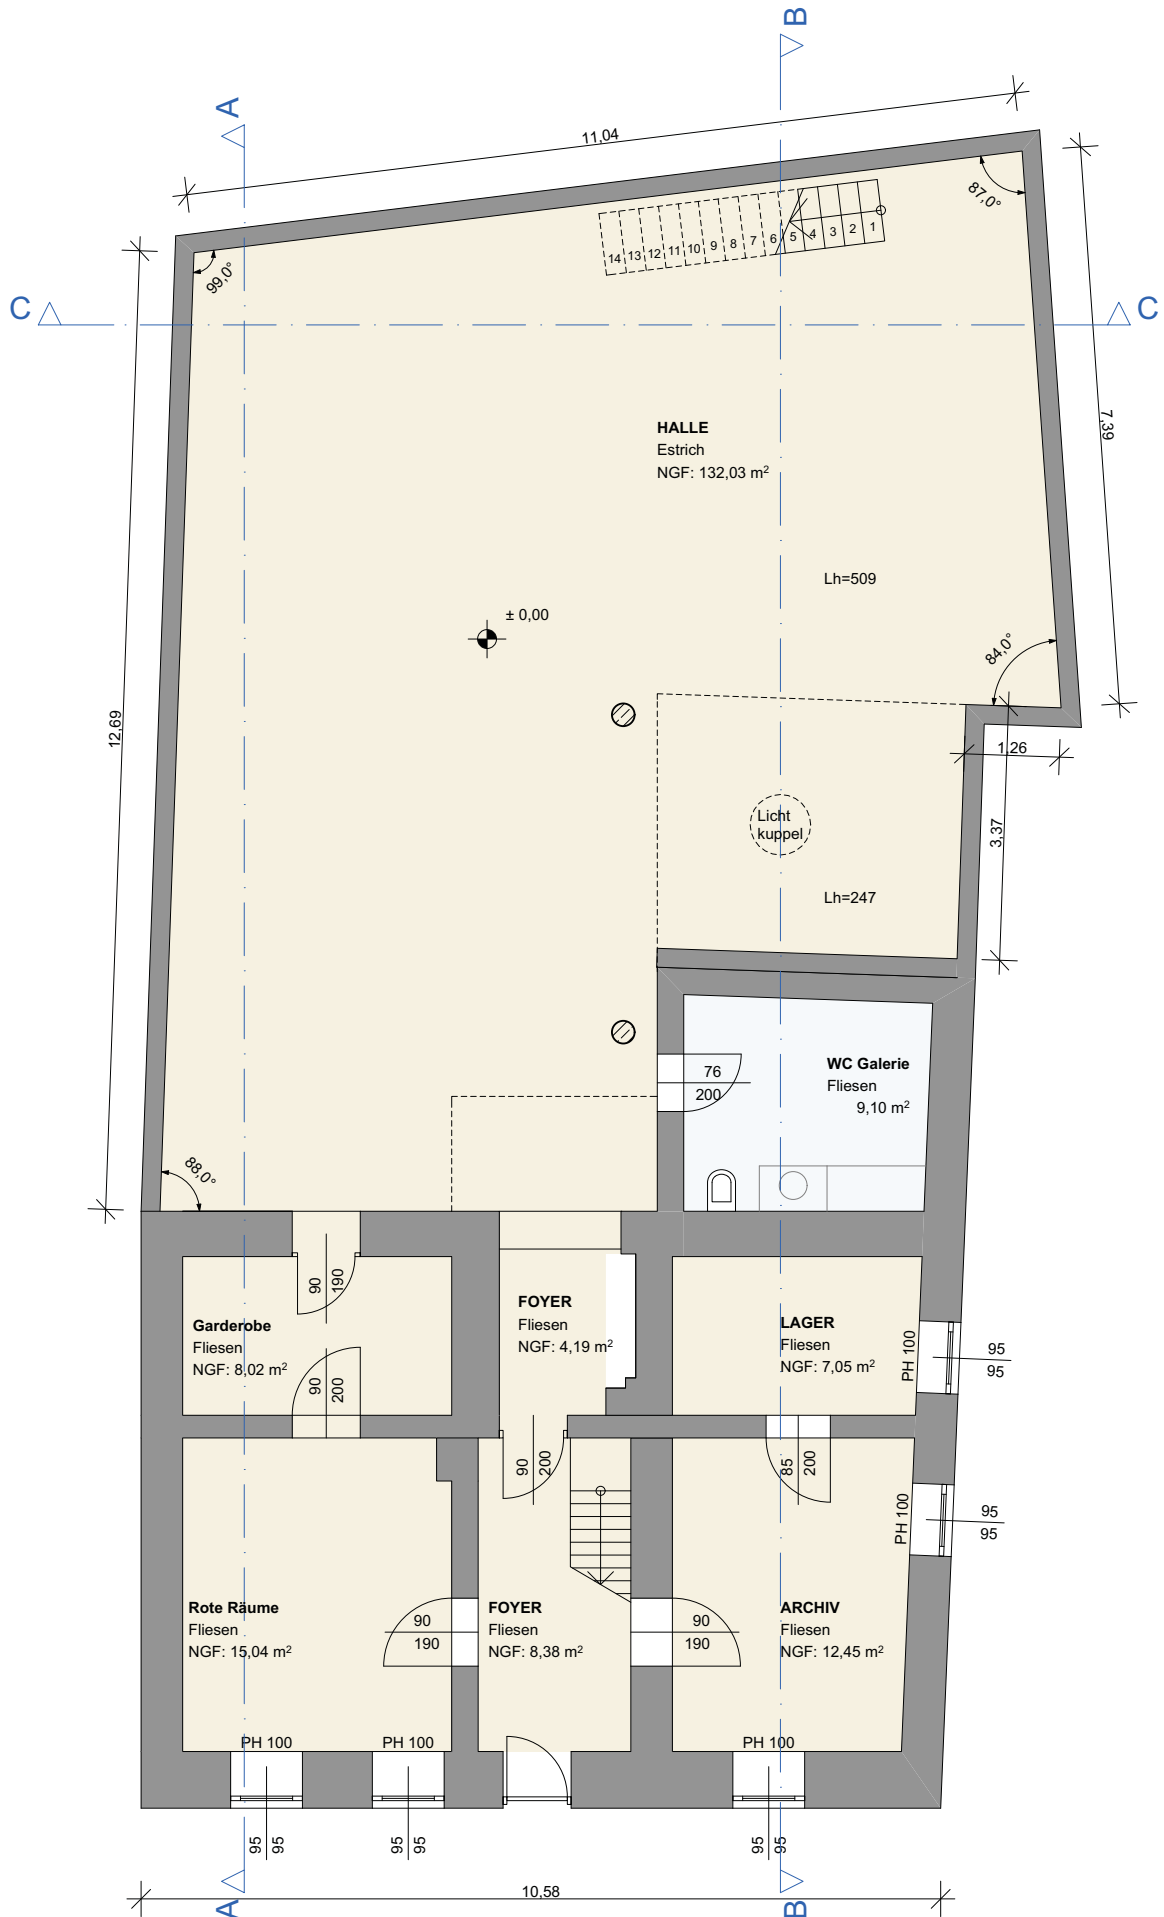 B
A
11,04
87,0°
99,0°
14 13 12 11 10 9 8 7 6 5 4 3 2 1
C
C
HALLE
Estrich
NGF: 132,03 m²
7,39
Lh=509
± 0,00
84,0°
12,69
1,26
Licht
kuppel
3,37
Lh=247
76
200
WC Galerie
Fliesen
9,10 m²
88,0°
90
190
FOYER
Fliesen
NGF: 4,19 m²
Garderobe
Fliesen
NGF: 8,02 m²
LAGER
Fliesen
NGF: 7,05 m²
PH 100
95
95
90
200
90
200
85
200
PH 100
95
95
Rote Räume
Fliesen
NGF: 15,04 m²
90
190
FOYER
Fliesen
NGF: 8,38 m²
90
190
ARCHIV
Fliesen
NGF: 12,45 m²
PH 100
PH 100
PH 100
95
95
95
95
95
95
10,58
A
B